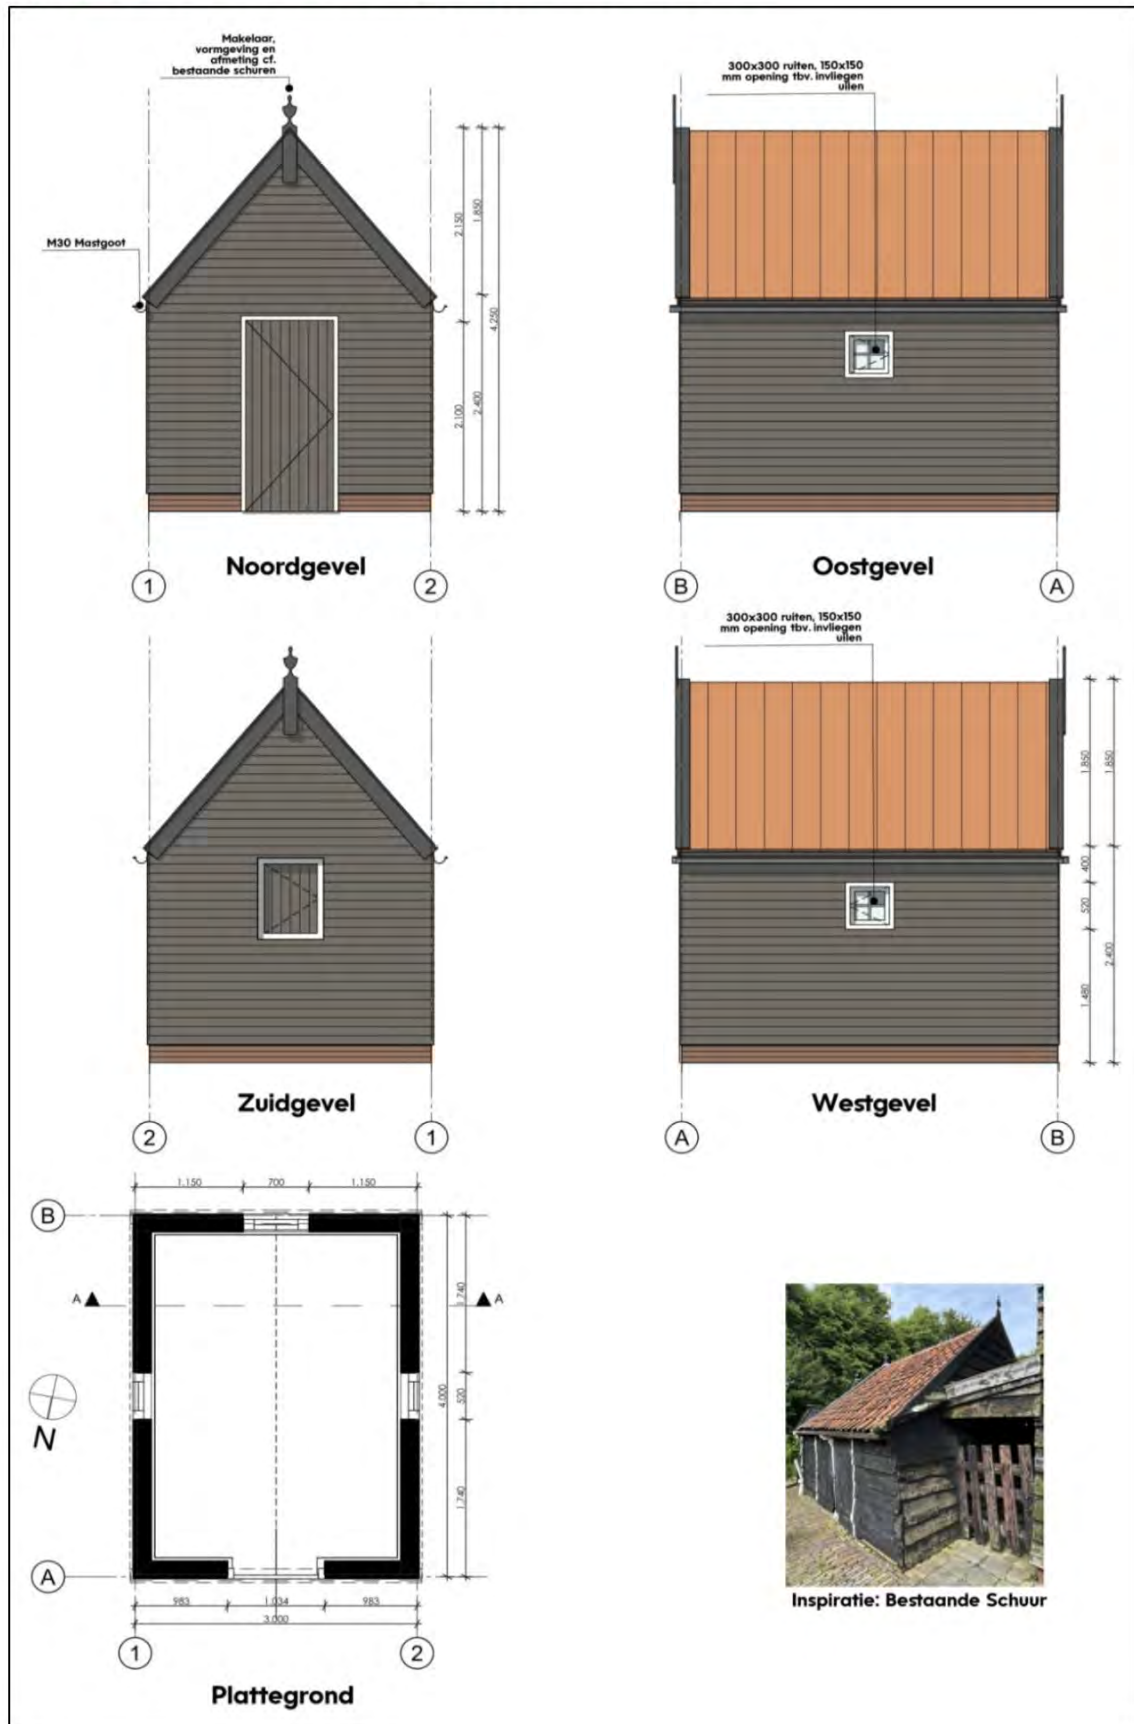 Makelaar,
vormgeving en
afmeting cf.
bestaande schuren
M30 Mastgoot
2.150
1.850
4.250
2.100
2.400
Noordgevel
1
2
300x300 ruiten, 150x150
mm opening tbv. invliegen
uilen
Oostgevel
B
A
Zuidgevel
2
1
300x300 ruiten, 150x150
mm opening tbv. invliegen
uilen
1.850
1.850
400
520
2.400
1.480
Westgevel
A
B
1.150 700 1.150
B
A A
1.740
520
4.000
1.740
N
A
983 1.034 983
3.000
1
2
Plattegrond
Inspiratie: Bestaande Schuur